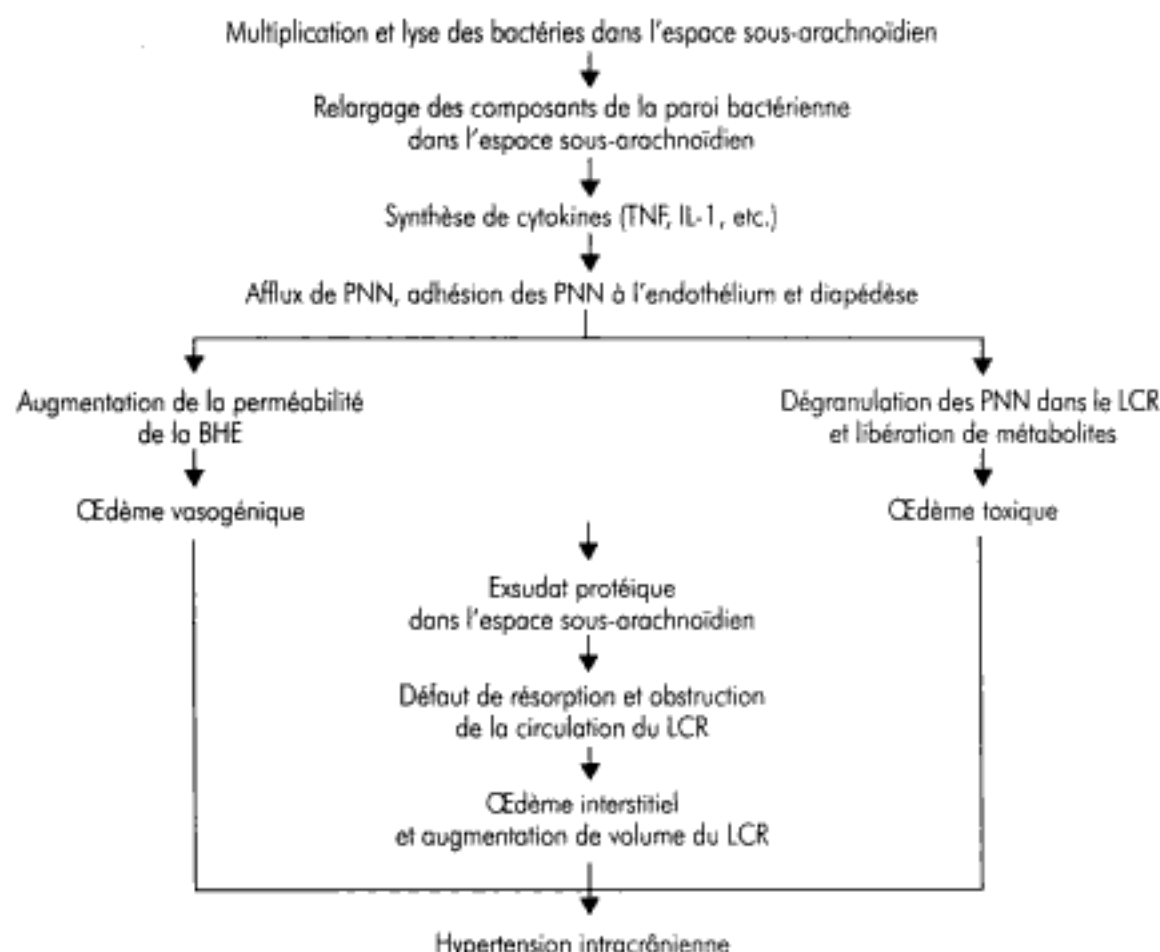 Multiplication et lyse des bactéries dans l'espace sous-arachnoïdien
Relargage des composants de la paroi bactérienne
dans l'espace sous-arachnoïdien
Synthèse de cytokines (TNF, IL-1, etc.)
Afflux de PNN, adhésion des PNN à l'endothélium et diapédèse
Augmentation de la perméabilité
de la BHE
Dégranulation des PNN dans le LCR
et libération de métabolites
Œdème vasogénique
Œdème toxique
Exsudat protéique
dans l'espace sous-arachnoïdien
Défaut de résorption et obstruction
de la circulation du LCR
Œdème interstitiel
et augmentation de volume du LCR
Hypertension intracrânienne